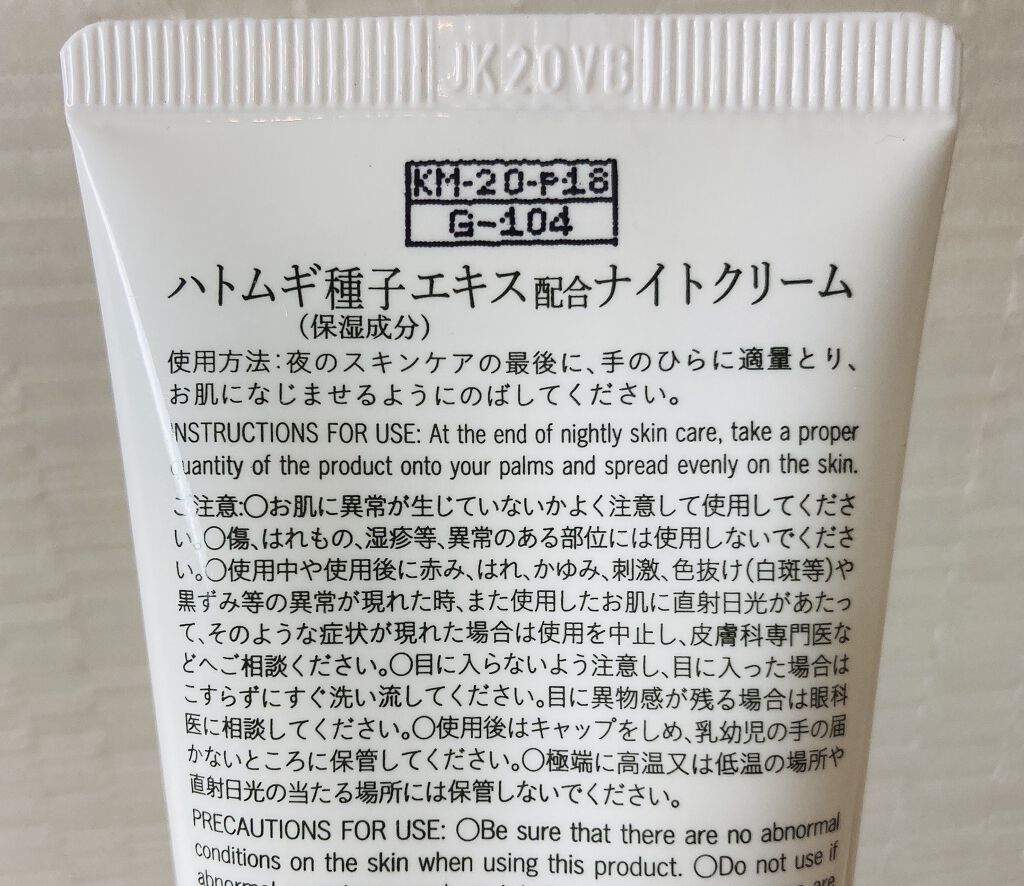 JK20VB
KM-20-P18
G-104
ハトムギ種子エキス配合ナイトクリーム
（保湿成分）
使用方法：夜のスキンケアの最後に、手のひらに適量とり、
お肌になじませるようにのばしてください。
INSTRUCTIONS FOR USE: At the end of nightly skin care, take a proper
quantity of the product onto your palms and spread evenly on the skin.
ご注意：〇お肌に異常が生じていないかよく注意して使用してくださ
い。〇傷、はれもの、湿疹等、異常のある部位には使用しないでくださ
い。〇使用中や使用後に赤み、はれ、かゆみ、刺激、色抜け（白斑等）や
黒ずみ等の異常が現れた時、また使用したお肌に直射日光があたっ
て、そのような症状が現れた場合は使用を中止し、皮膚科専門医な
どへご相談ください。〇目に入らないよう注意し、目に入った場合は
こすらずにすぐ洗い流してください。目に異物感が残る場合は眼科
医に相談してください。〇使用後はキャップをしめ、乳幼児の手の届
かないところに保管してください。〇極端に高温又は低温の場所や
直射日光の当たる場所には保管しないでください。
PRECAUTIONS FOR USE: 〇Be sure that there are no abnormal
conditions on the skin when using this product. 〇Do not use if
abnormal
are